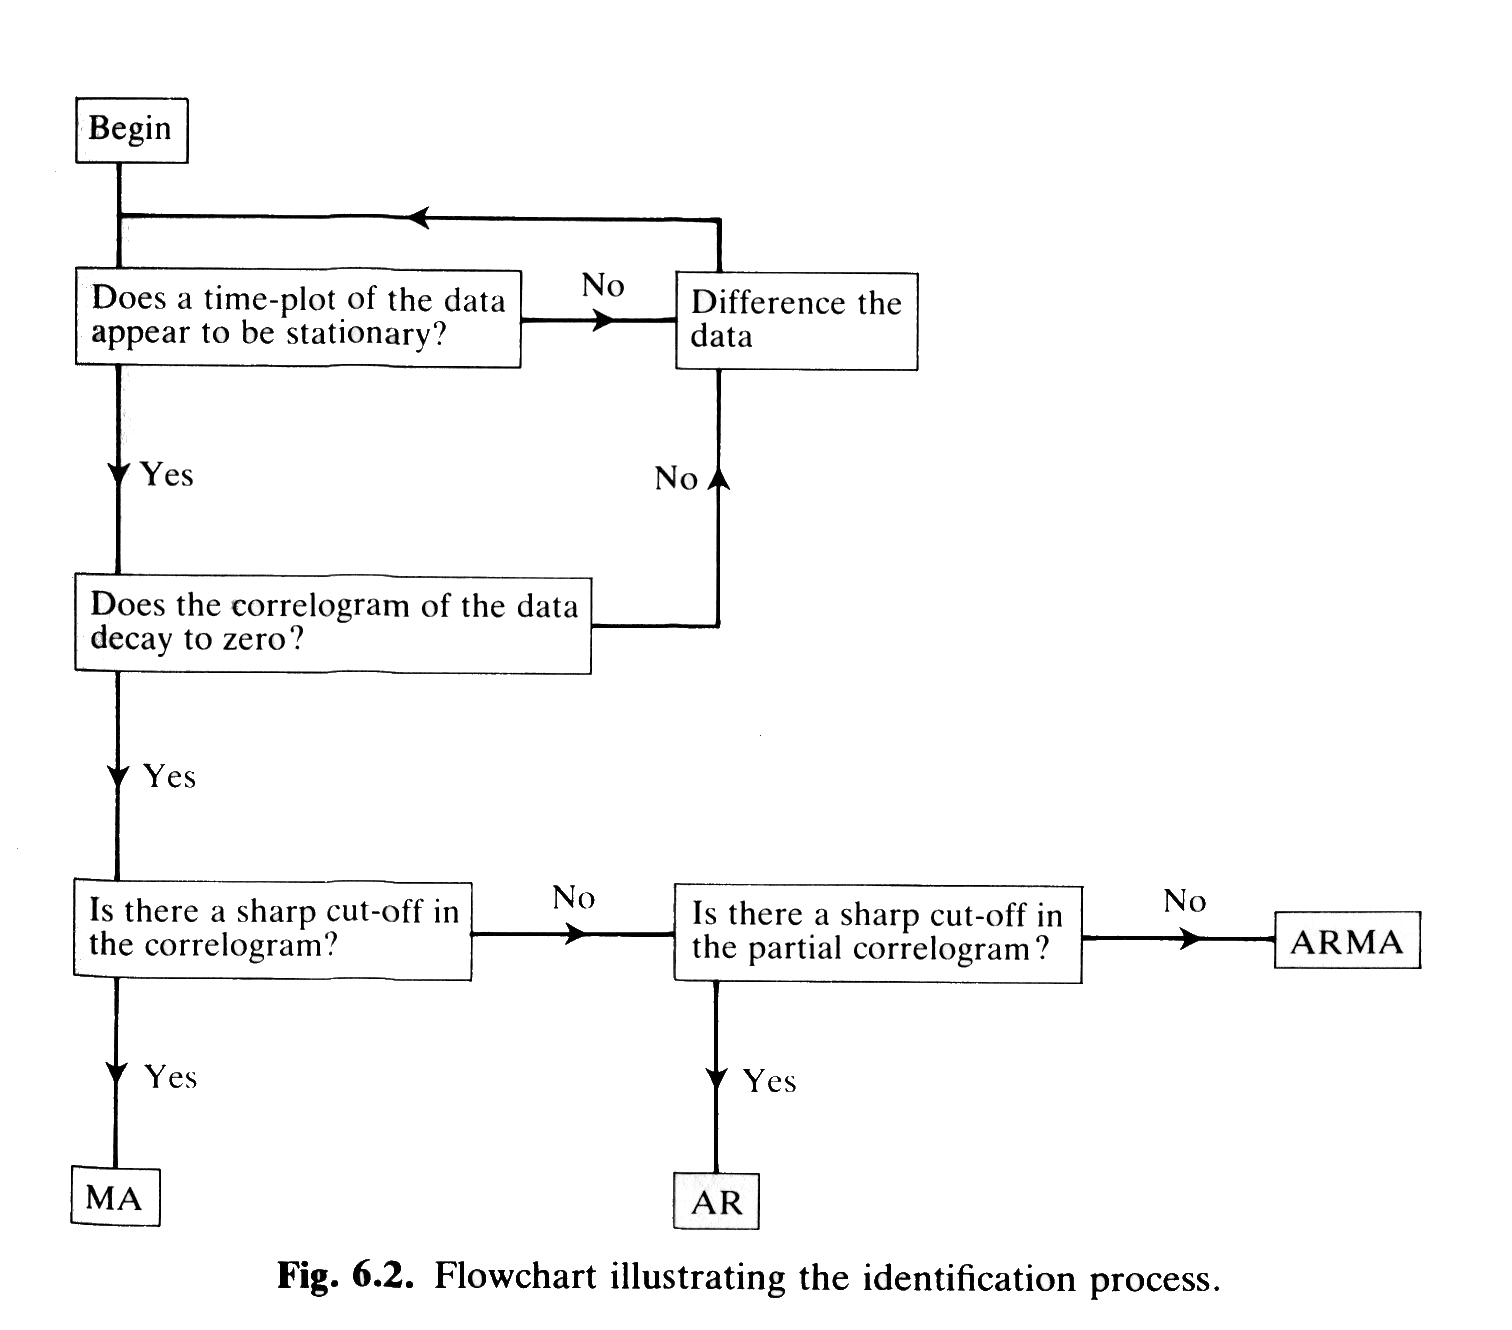 Begin
No
Does a time-plot of the data
appear to be stationary?
Difference the
data
Yes
No
Does the correlogram of the data
decay to zero?
Yes
No
No
Is there a sharp cut-off in
the correlogram?
Is there a sharp cut-off in
the partial correlogram?
ARMA
Yes
Yes
MA
AR
Fig. 6.2. Flowchart illustrating the identification process.